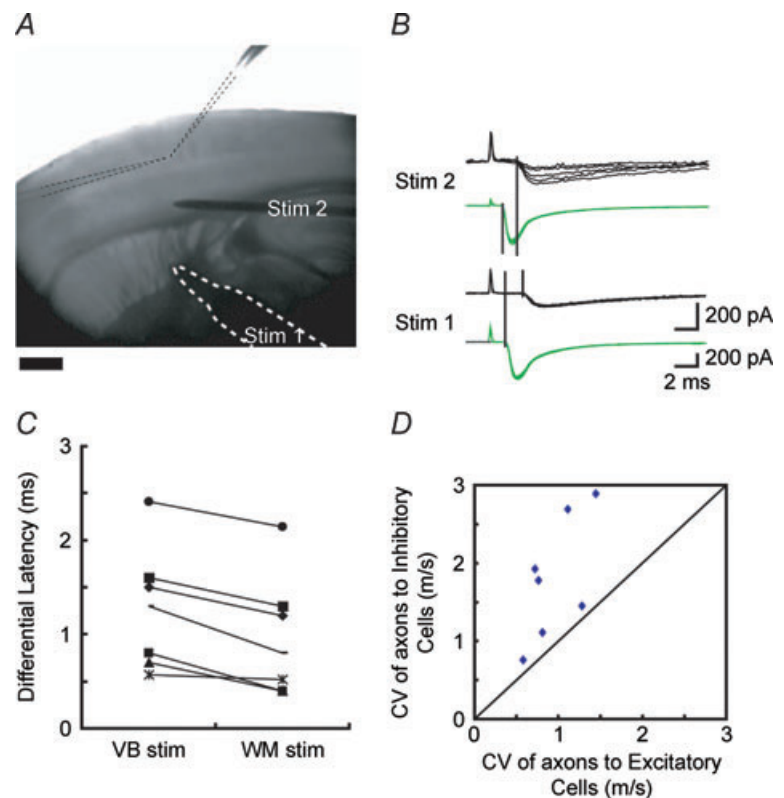 A
Stim 2
Stim 1
B
Stim 2
Stim 1
200 pA
200 pA
2 ms
C
Differential Latency (ms)
3
2
1
0
VB stim
WM stim
D
CV of axons to Inhibitory
Cells (m/s)
3
2
1
0
0
1
2
3
CV of axons to Excitatory
Cells (m/s)